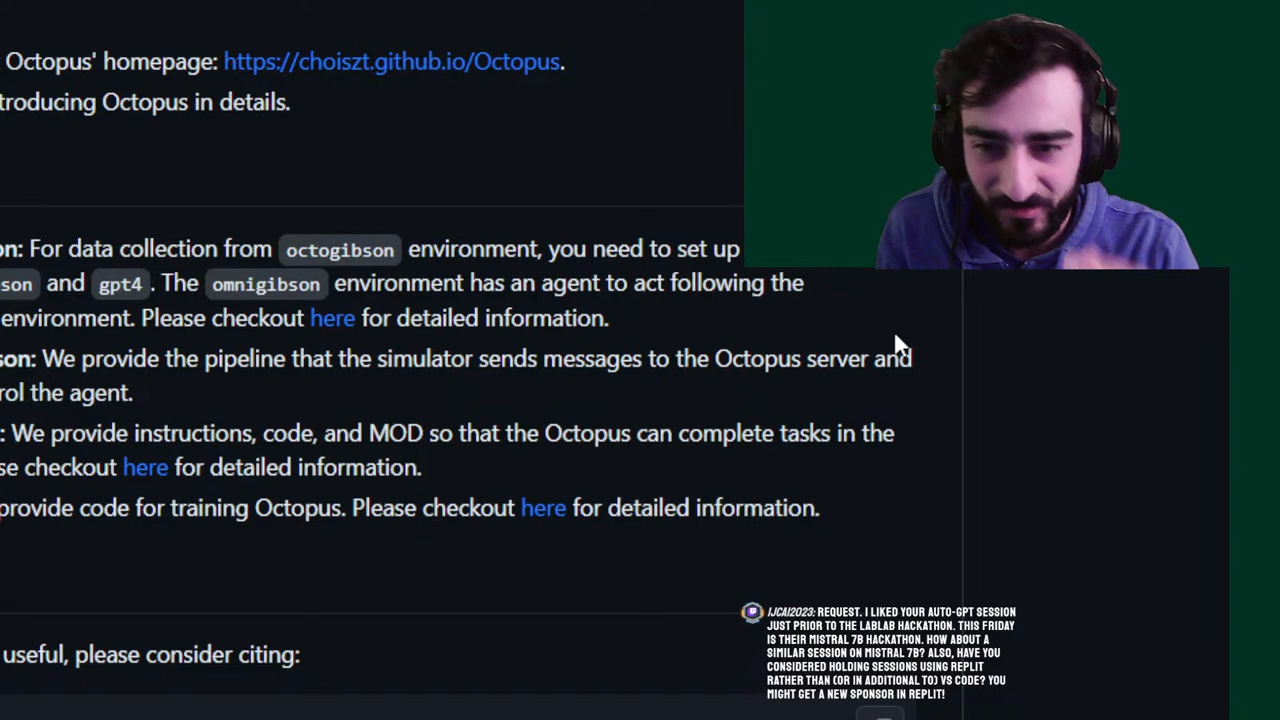 Octopus' homepage: https://choiszt.github.io/Octopus.
troducing Octopus in details.
on: For data collection from octogibson environment, you need to set up
son and gpt4. The omnigibson environment has an agent to act following the
environment. Please checkout here for detailed information.
son: We provide the pipeline that the simulator sends messages to the Octopus server and
rol the agent.
: We provide instructions, code, and MOD so that the Octopus can complete tasks in the
se checkout here for detailed information.
provide code for training Octopus. Please checkout here for detailed information.
useful, please consider citing:
IJCAI2023: REQUEST. I LIKED YOUR AUTO-GPT SESSION
JUST PRIOR TO THE LABLAB HACKATHON. THIS FRIDAY
IS THEIR MISTRAL 7B HACKATHON. HOW ABOUT A
SIMILAR SESSION ON MISTRAL 7B? ALSO, HAVE YOU
CONSIDERED HOLDING SESSIONS USING REPLIT
RATHER THAN (OR IN ADDITIONAL TO) VS CODE? YOU
MIGHT GET A NEW SPONSOR IN REPLIT!